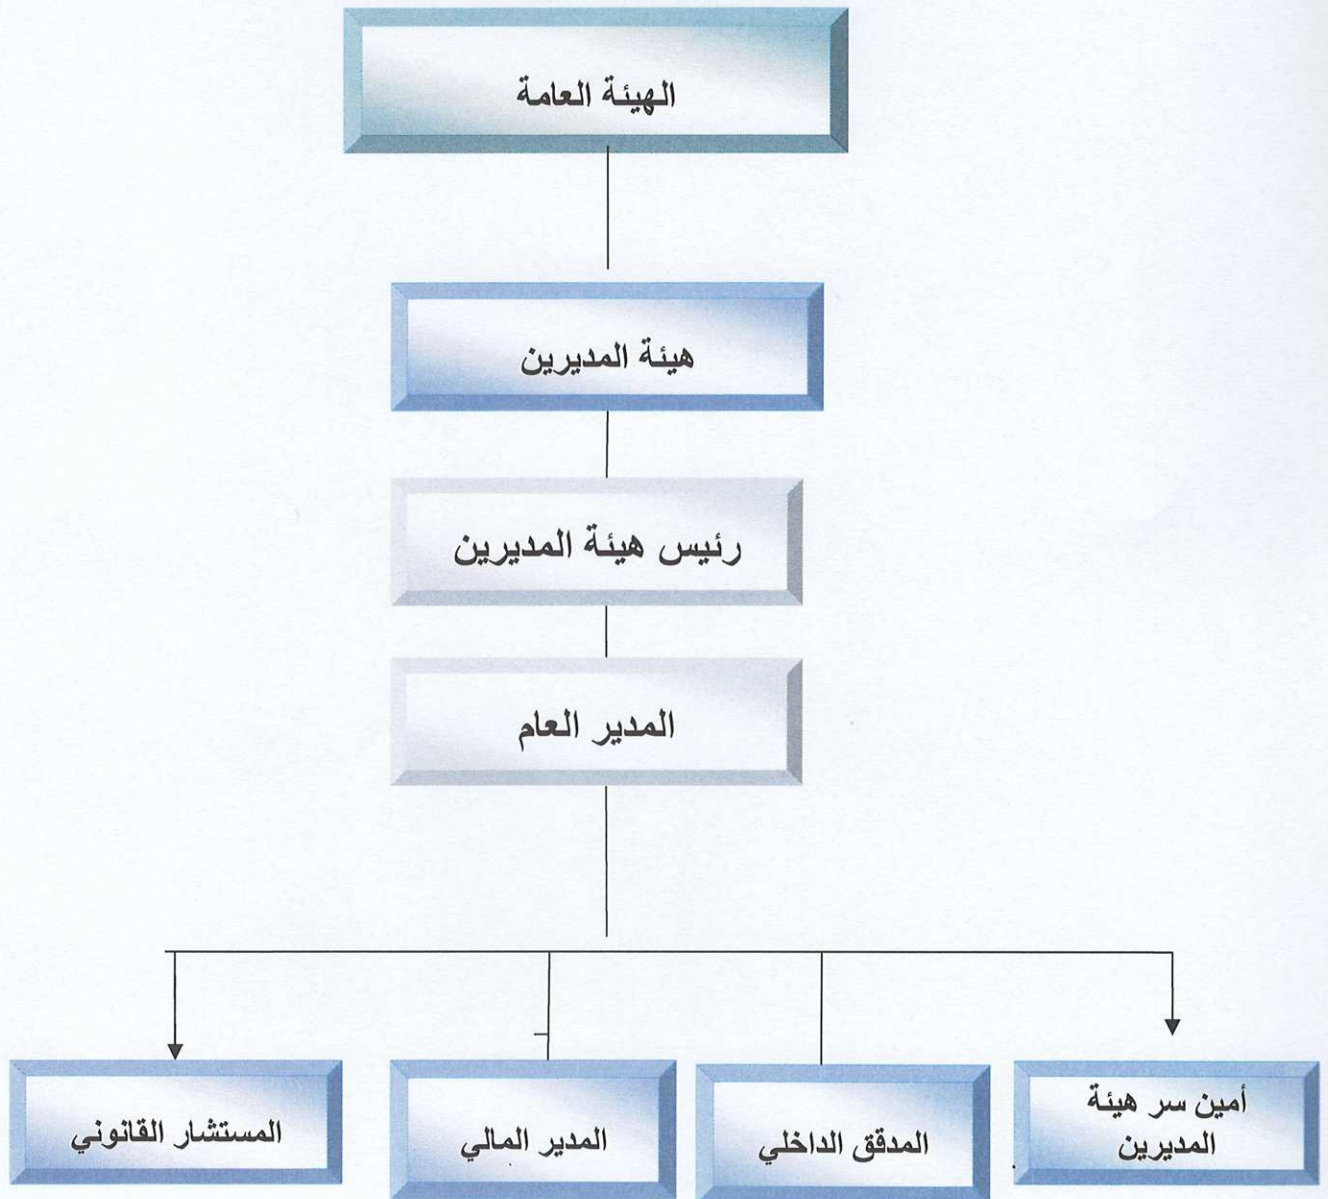 الهيئة العامة
هيئة المديرين
رئيس هيئة المديرين
المدير العام
أمين سر هيئة
المديرين
المدقق الداخلي
المدير المالي
المستشار القانوني